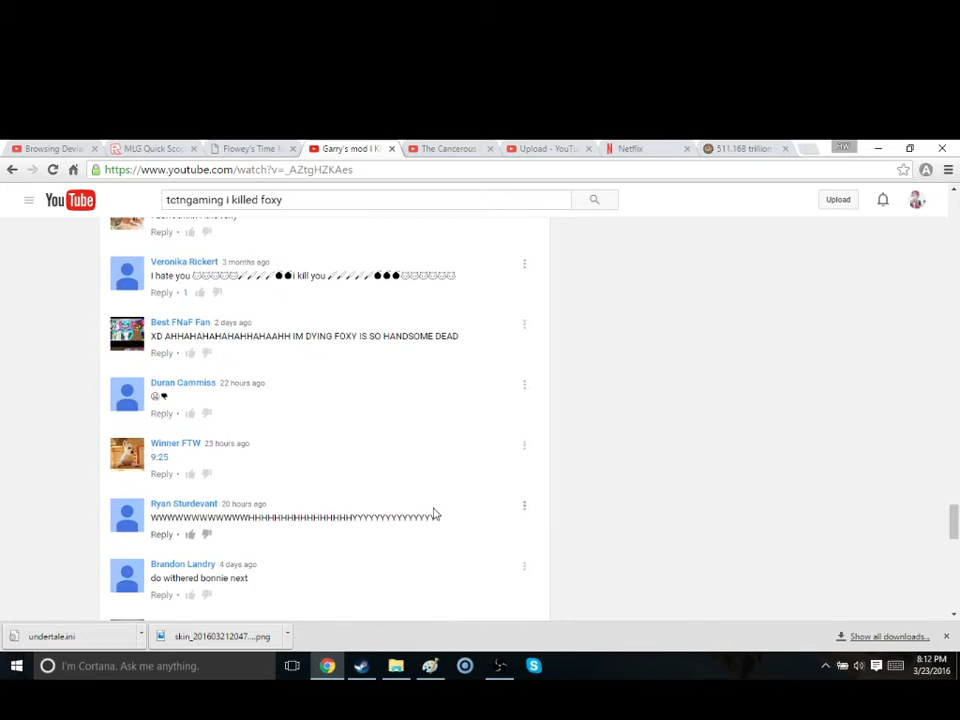 Browsing Devia
MLG Quick Scop
Flowey's Time
Garry's mod I K
The Cancerous
Upload - YouTu
Netflix
511.168 trillion
HW
https://www.youtube.com/watch?v=_AZtgHZKAes
YouTube
tctngaming i killed foxy
Upload
Reply
Veronika Rickert 3 months ago
I hate you 🐱🐱🐱🐱🐱🔪🔪🔪🔪💣💣i kill you 🔪🔪🔪🔪🔪💣💣💣🐱🐱🐱🐱🐱🐱
Reply • 1
Best FNaF Fan 2 days ago
XD AHHAHAHAHAHAHHAHAAHH IM DYING FOXY IS SO HANDSOME DEAD
Reply •
Duran Cammiss 22 hours ago
Reply •
Winner FTW 23 hours ago
9:25
Reply •
Ryan Sturdevant 20 hours ago
WWWWWWWWWWWWHHHHHHHHHHHHHHHHYYYYYYYYYYYYYYY
Reply •
Brandon Landry 4 days ago
do withered bonnie next
Reply •
undertale.ini
skin_201603212047....png
Show all downloads...
I'm Cortana. Ask me anything.
8:12 PM
3/23/2016